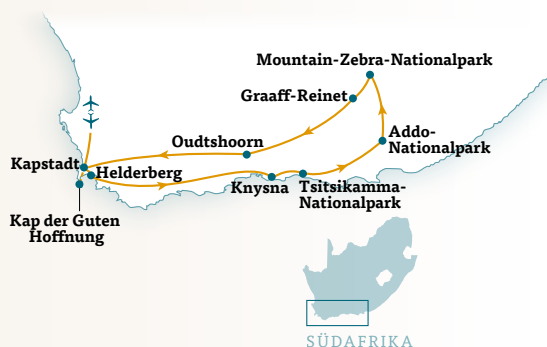 Mountain-Zebra-Nationalpark
Graaff-Reinet
Addo-
Nationalpark
Oudtshoorn
Kapstadt
Helderberg
Knysna
Tsitsikamma-
Nationalpark
Kap der Guten
Hoffnung
SÜDAFRIKA